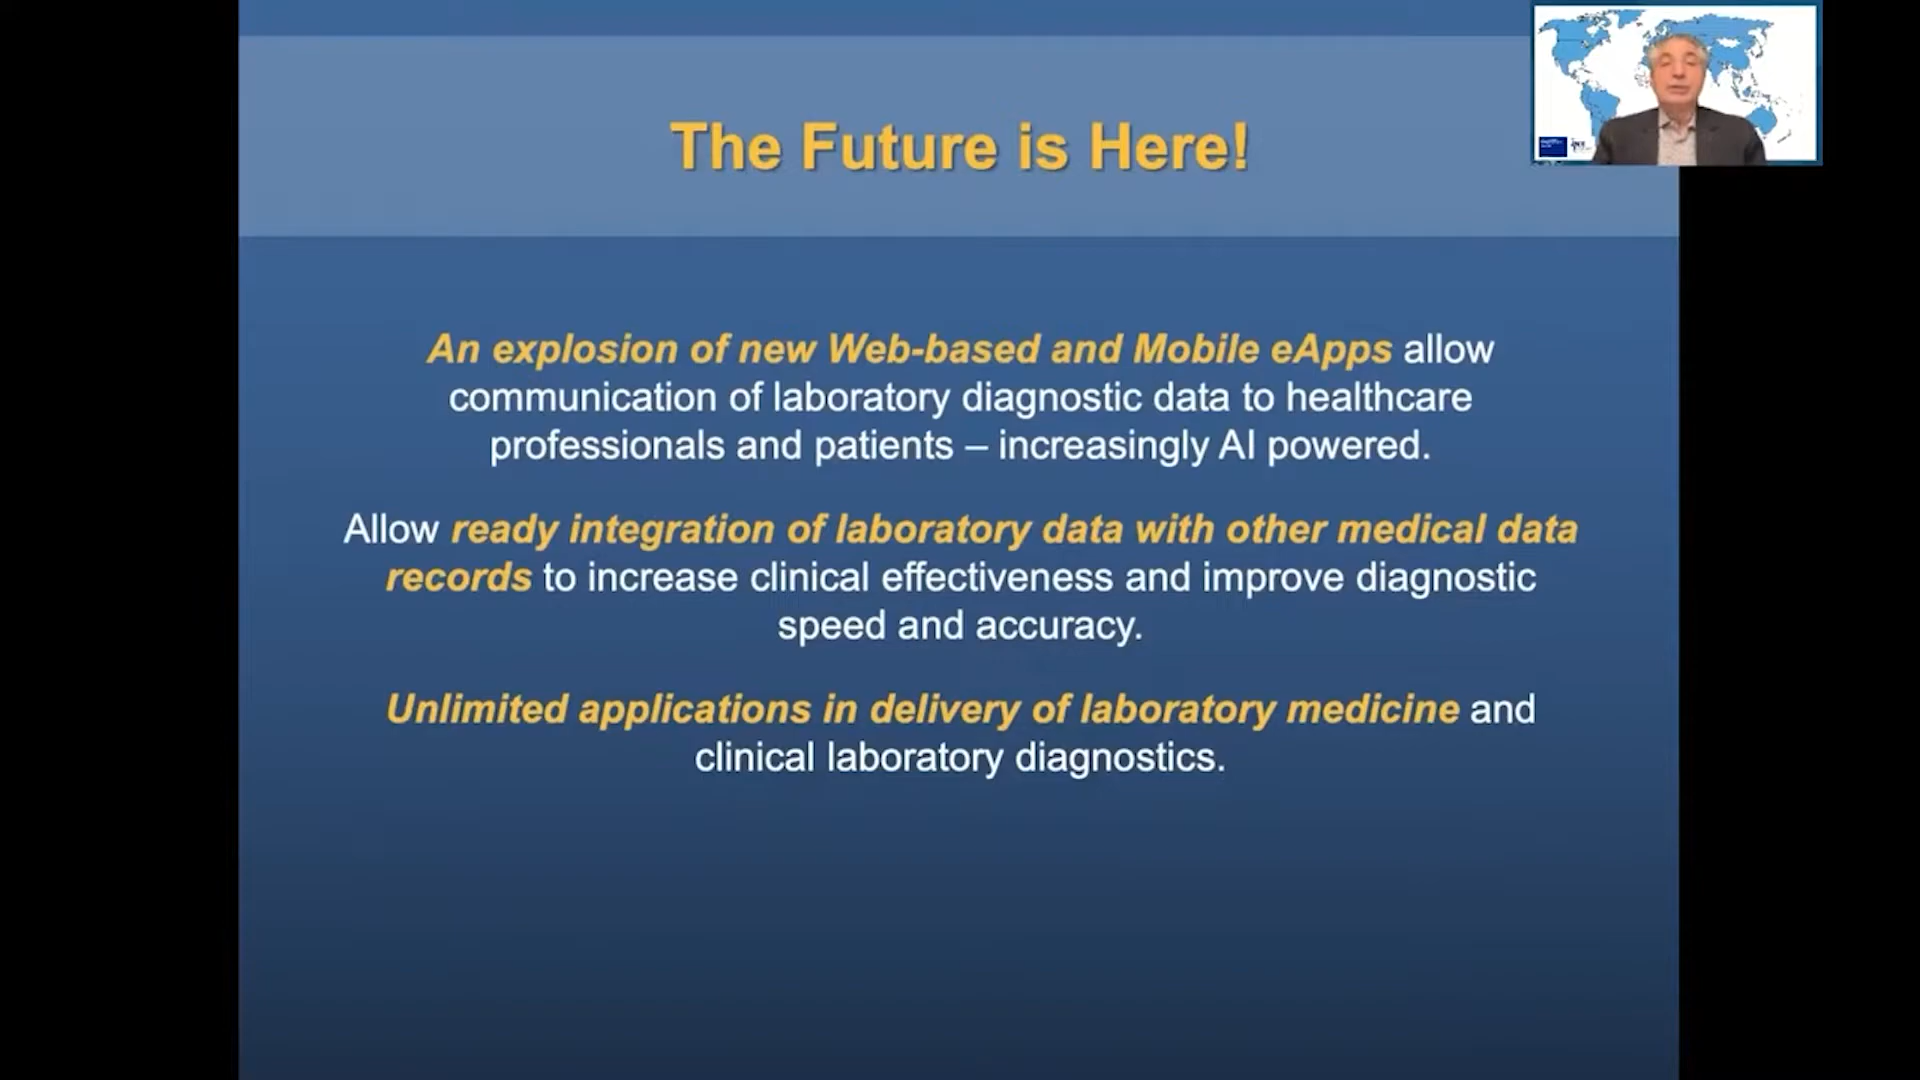 The Future is Here!
An explosion of new Web-based and Mobile eApps allow
communication of laboratory diagnostic data to healthcare
professionals and patients – increasingly AI powered.
Allow ready integration of laboratory data with other medical data
records to increase clinical effectiveness and improve diagnostic
speed and accuracy.
Unlimited applications in delivery of laboratory medicine and
clinical laboratory diagnostics.